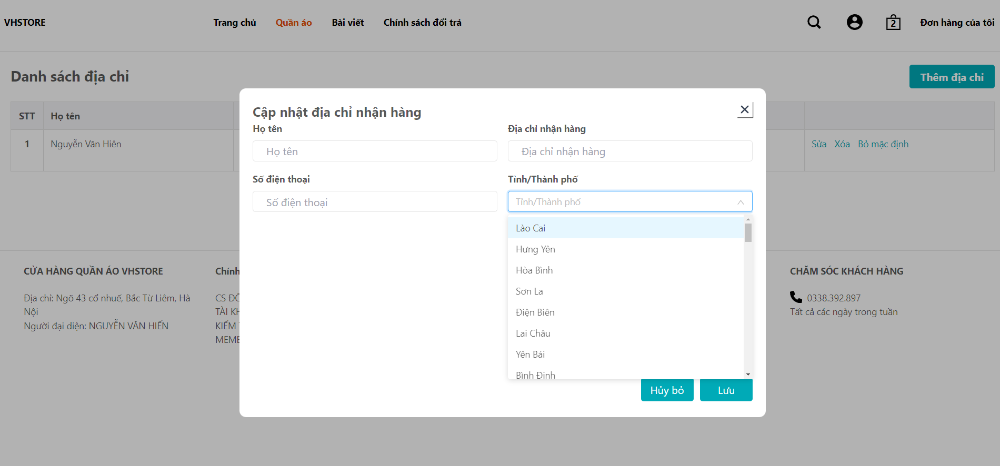 VHSTORE
Trang chủ
Quần áo
Bài viết
Chính sách đổi trả
2
Đơn hàng của tôi
Danh sách địa chỉ
Thêm địa chỉ
STT
Họ tên
1
Nguyễn Văn Hiên
Sửa
Xóa
Bỏ mặc định
Cập nhật địa chỉ nhận hàng
Họ tên
Họ tên
Địa chỉ nhận hàng
Địa chỉ nhận hàng
Số điện thoại
Số điện thoại
Tỉnh/Thành phố
Tỉnh/Thành phố
Lào Cai
Hưng Yên
Hòa Bình
Sơn La
Điện Biên
Lai Châu
Yên Bái
Bình Định
Hủy bỏ
Lưu
CỬA HÀNG QUẦN ÁO VHSTORE
Địa chỉ: Ngõ 43 cổ nhuế, Bắc Từ Liêm, Hà
Nội
Người đại diện: NGUYỄN VĂN HIẾN
Chính
CS ĐỔ
TÀI KH
KIỂM
MEME
CHĂM SÓC KHÁCH HÀNG
0338.392.897
Tất cả các ngày trong tuần